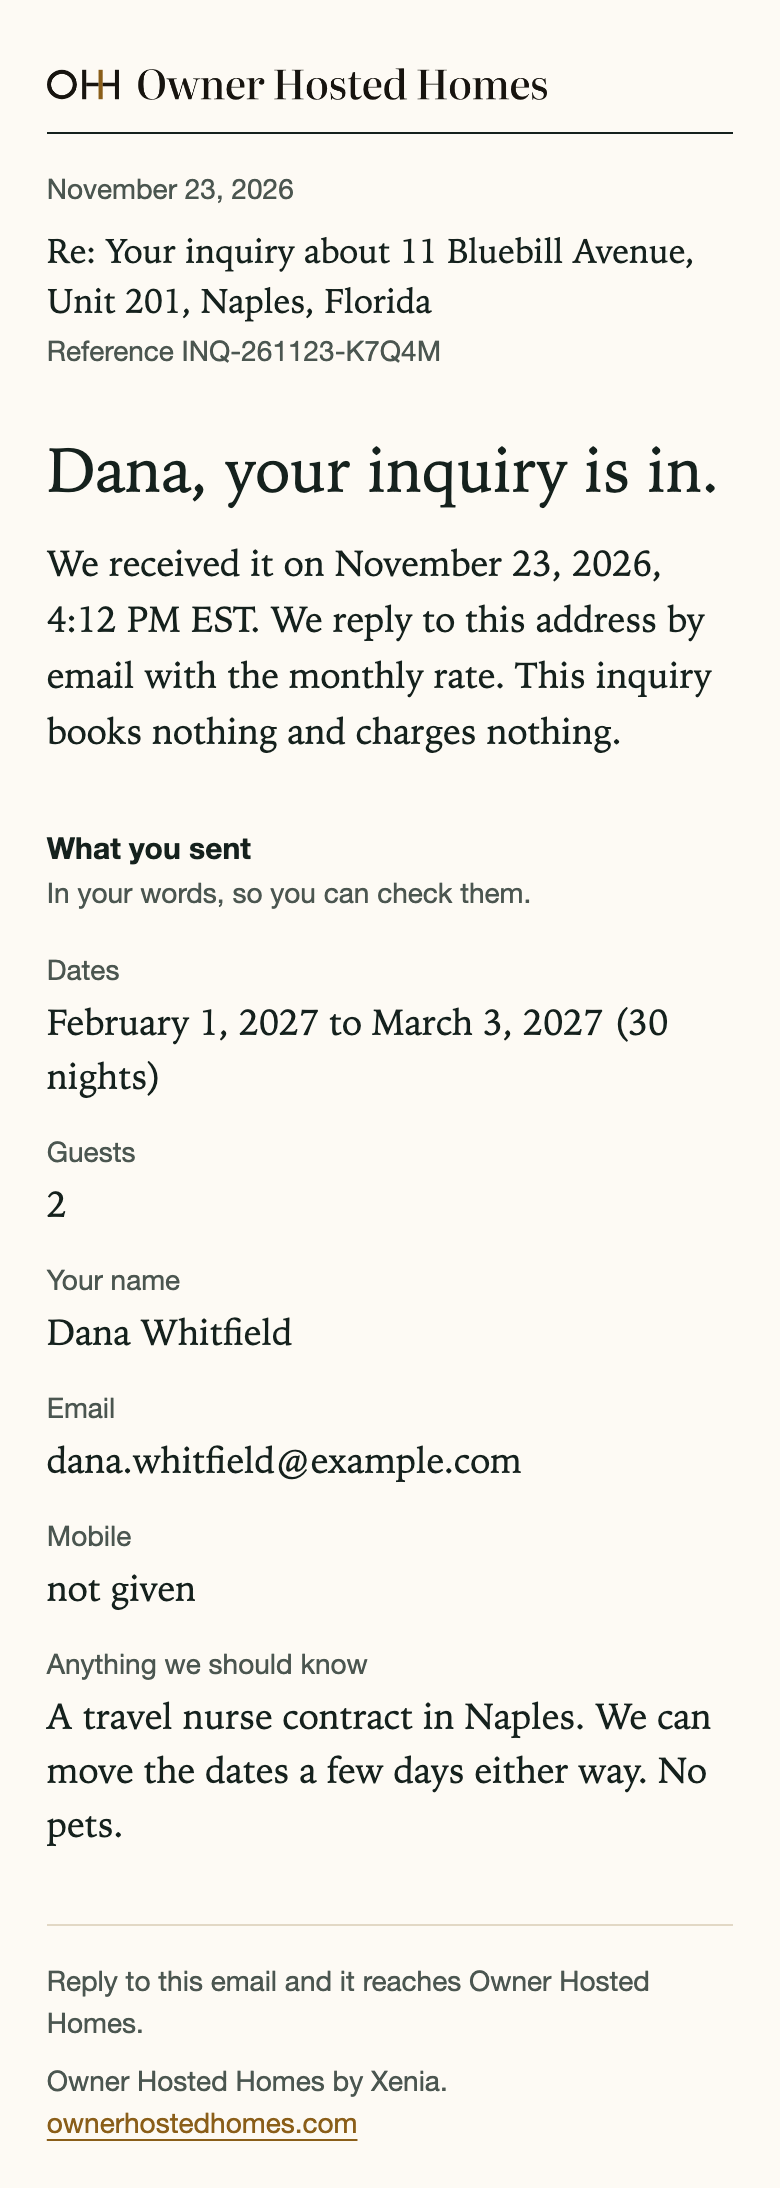 OHH Owner Hosted Homes
November 23, 2026
Re: Your inquiry about 11 Bluebill Avenue,
Unit 201, Naples, Florida
Reference INQ-261123-K7Q4M
Dana, your inquiry is in.
We received it on November 23, 2026,
4:12 PM EST. We reply to this address by
email with the monthly rate. This inquiry
books nothing and charges nothing.
What you sent
In your words, so you can check them.
Dates
February 1, 2027 to March 3, 2027 (30
nights)
Guests
2
Your name
Dana Whitfield
Email
dana.whitfield@example.com
Mobile
not given
Anything we should know
A travel nurse contract in Naples. We can
move the dates a few days either way. No
pets.
Reply to this email and it reaches Owner Hosted
Homes.
Owner Hosted Homes by Xenia.
ownerhostedhomes.com